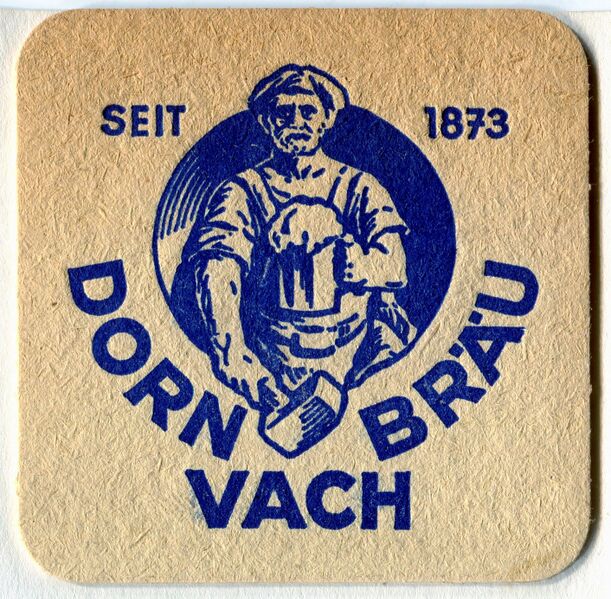 SEIT 1873
DORN BRÄU
VACH